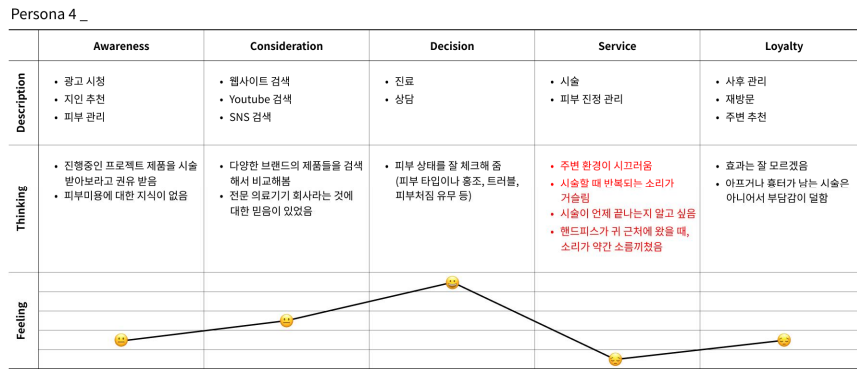 Persona 4 _
Awareness
Consideration
Decision
Service
Loyalty
Description
• 광고 시청
• 지인 추천
• 피부 관리
• 웹사이트 검색
• Youtube 검색
• SNS 검색
• 진료
• 상담
• 시술
• 피부 진정 관리
• 사후 관리
• 재방문
• 주변 추천
Thinking
• 진행중인 프로젝트 제품을 시술
받아보라고 권유 받음
• 피부미용에 대한 지식이 없음
• 다양한 브랜드의 제품들을 검색
해서 비교해봄
• 전문 의료기기 회사라는 것에
대한 믿음이 있었음
• 피부 상태를 잘 체크해 줌
(피부 타입이나 홍조, 트러블,
피부처짐 유무 등)
• 주변 환경이 시끄러움
• 시술할 때 반복되는 소리가
거슬림
• 시술이 언제 끝나는지 알고 싶음
• 핸드피스가 귀 근처에 왔을 때,
소리가 약간 소름끼쳤음
• 효과는 잘 모르겠음
• 아프거나 흉터가 남는 시술은
아니어서 부담감이 덜함
Feeling